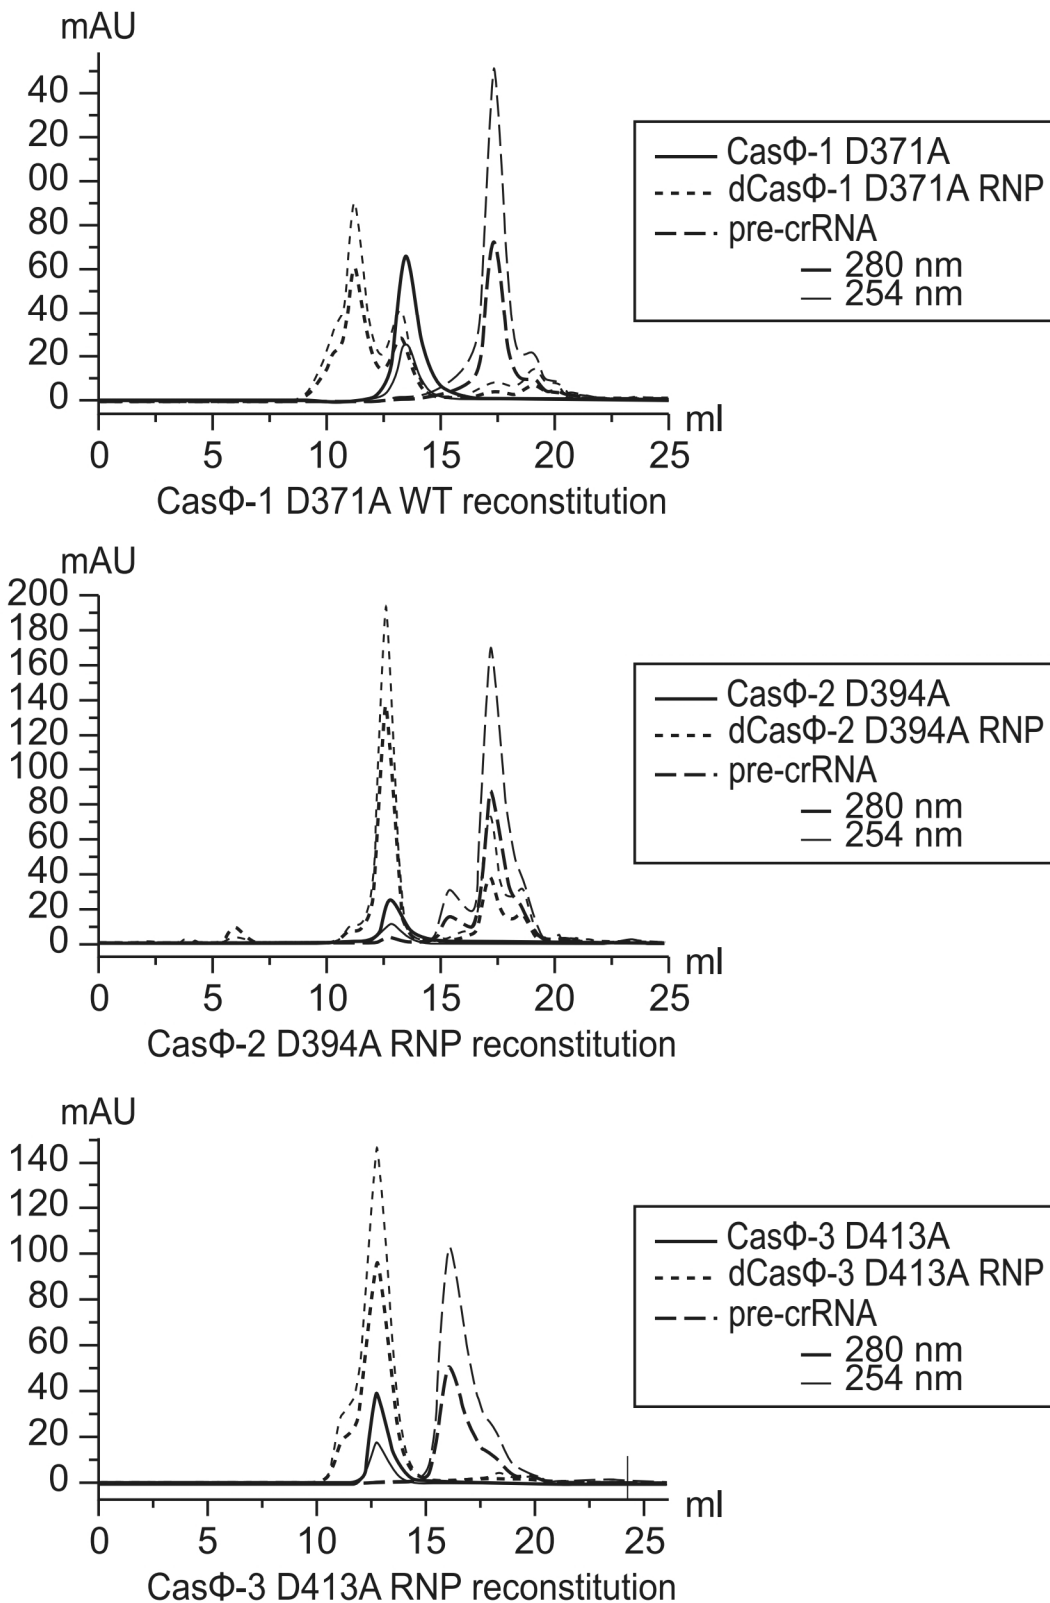 mAU
40
20
00
80
60
40
20
0
0 5 10 15 20 25 ml
CasΦ-1 D371A WT reconstitution
CasΦ-1 D371A
dCasΦ-1 D371A RNP
pre-crRNA
280 nm
254 nm
mAU
200
180
160
140
120
100
80
60
40
20
0
0 5 10 15 20 25 ml
CasΦ-2 D394A RNP reconstitution
CasΦ-2 D394A
dCasΦ-2 D394A RNP
pre-crRNA
280 nm
254 nm
mAU
140
120
100
80
60
40
20
0
0 5 10 15 20 25 ml
CasΦ-3 D413A RNP reconstitution
CasΦ-3 D413A
dCasΦ-3 D413A RNP
pre-crRNA
280 nm
254 nm